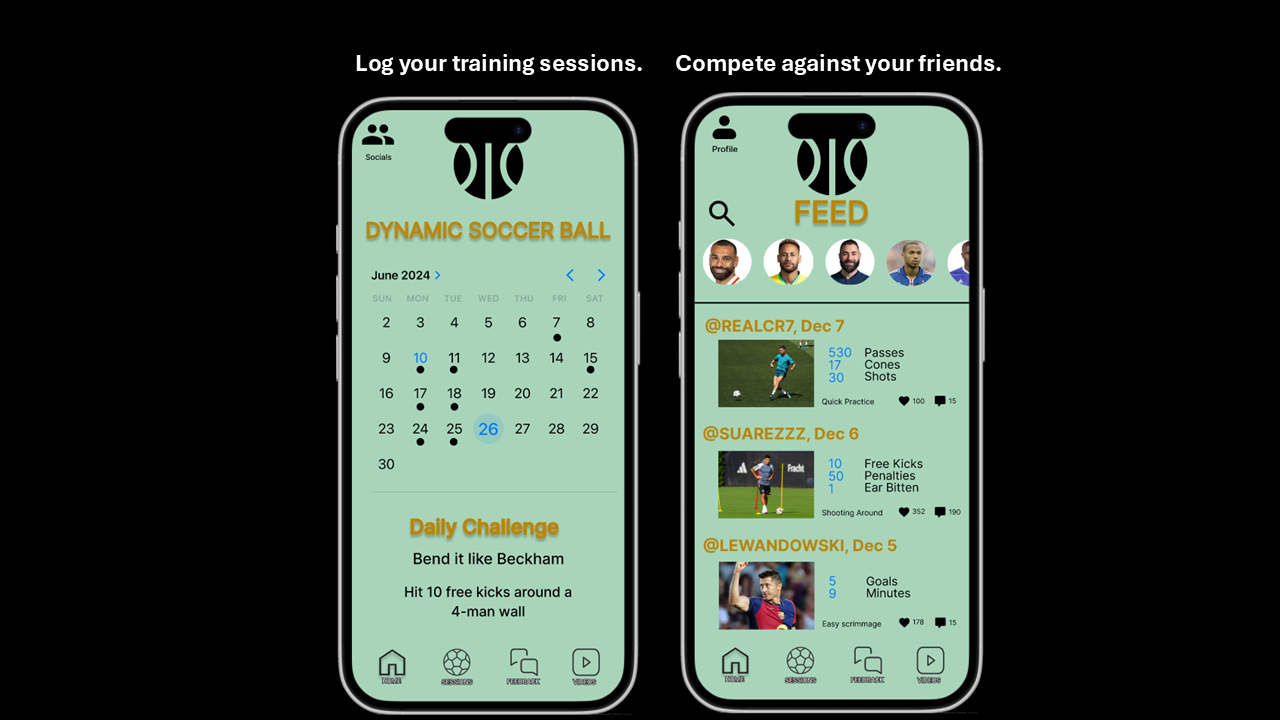 Log your training sessions.
Compete against your friends.
Socials
DYNAMIC SOCCER BALL
June 2024
SUN MON TUE WED THU FRI SAT
2 3 4 5 6 7 8
9 10 11 12 13 14 15
16 17 18 19 20 21 22
23 24 25 26 27 28 29
30
Daily Challenge
Bend it like Beckham
Hit 10 free kicks around a
4-man wall
HOME SESSIONS FEEDBACK VIDEOS
Profile
FEED
@REALCR7, Dec 7
530 Passes
17 Cones
30 Shots
Quick Practice 100 15
@SUAREZZZ, Dec 6
Fracht
10 Free Kicks
50 Penalties
1 Ear Bitten
Shooting Around 352 190
@LEWANDOWSKI, Dec 5
5 Goals
9 Minutes
Easy scrimmage 178 15
HOME SESSIONS FEEDBACK VIDEOS